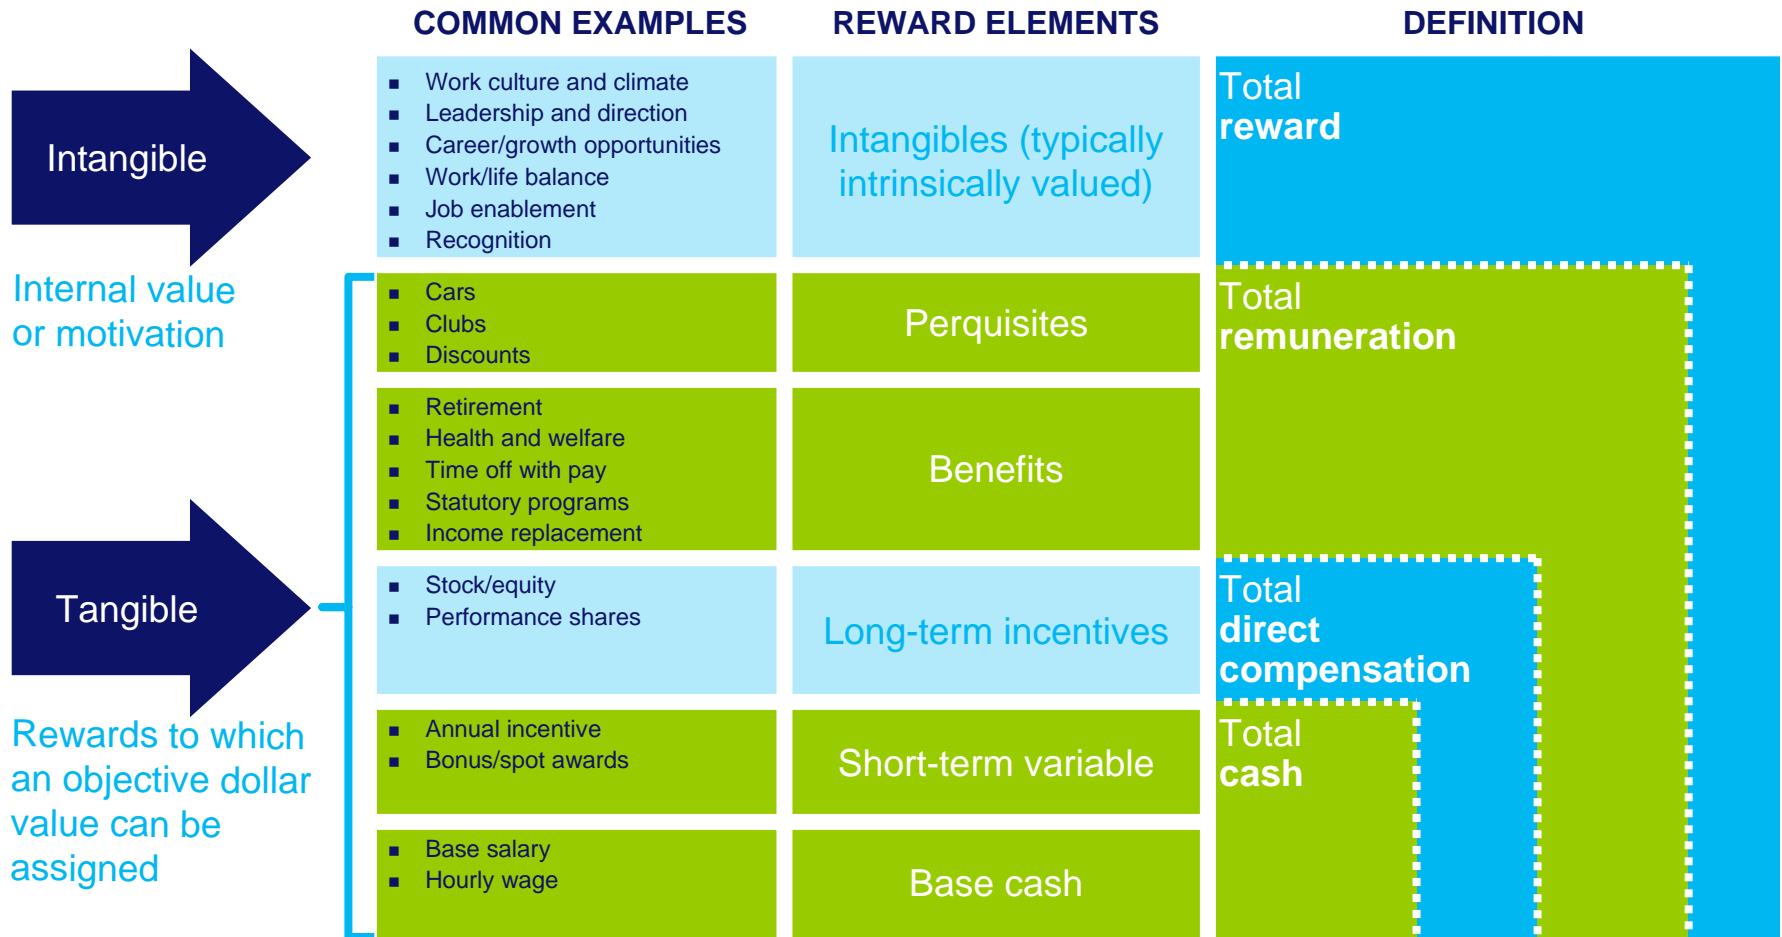 COMMON EXAMPLES
REWARD ELEMENTS
DEFINITION
Intangible
Internal value
or motivation
▪ Work culture and climate
▪ Leadership and direction
▪ Career/growth opportunities
▪ Work/life balance
▪ Job enablement
▪ Recognition
Intangibles (typically
intrinsically valued)
Total
reward
▪ Cars
▪ Clubs
▪ Discounts
Perquisites
Total
remuneration
▪ Retirement
▪ Health and welfare
▪ Time off with pay
▪ Statutory programs
▪ Income replacement
Benefits
Tangible
Rewards to which
an objective dollar
value can be
assigned
▪ Stock/equity
▪ Performance shares
Long-term incentives
Total
direct
compensation
▪ Annual incentive
▪ Bonus/spot awards
Short-term variable
Total
cash
▪ Base salary
▪ Hourly wage
Base cash